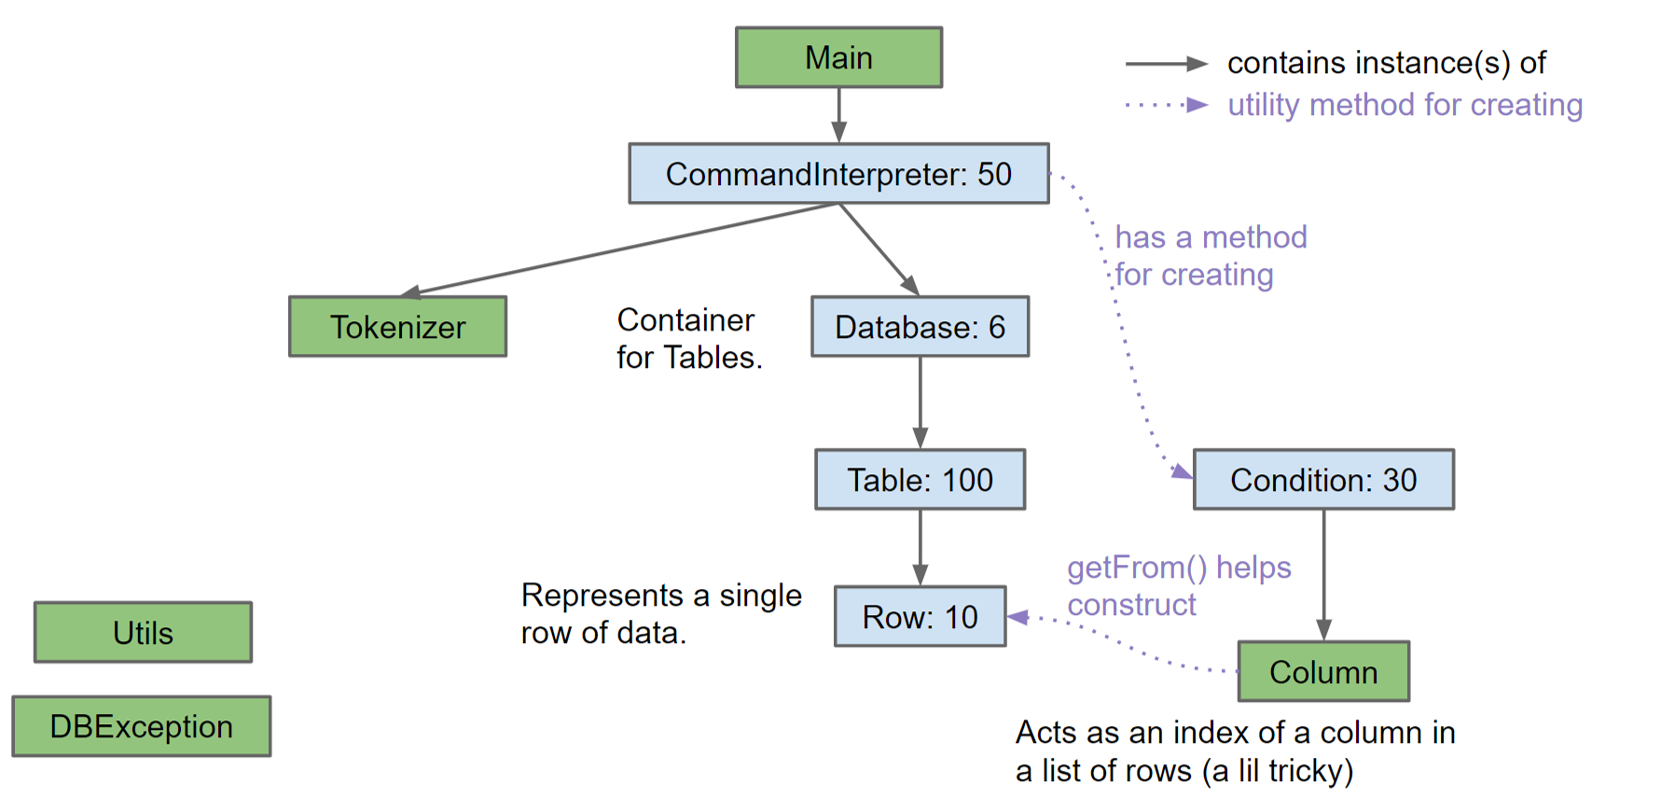 Main
contains instance(s) of
utility method for creating
CommandInterpreter: 50
has a method
for creating
Tokenizer
Container
for Tables.
Database: 6
Table: 100
Condition: 30
getFrom() helps
construct
Represents a single
row of data.
Row: 10
Utils
Column
DBException
Acts as an index of a column in
a list of rows (a lil tricky)